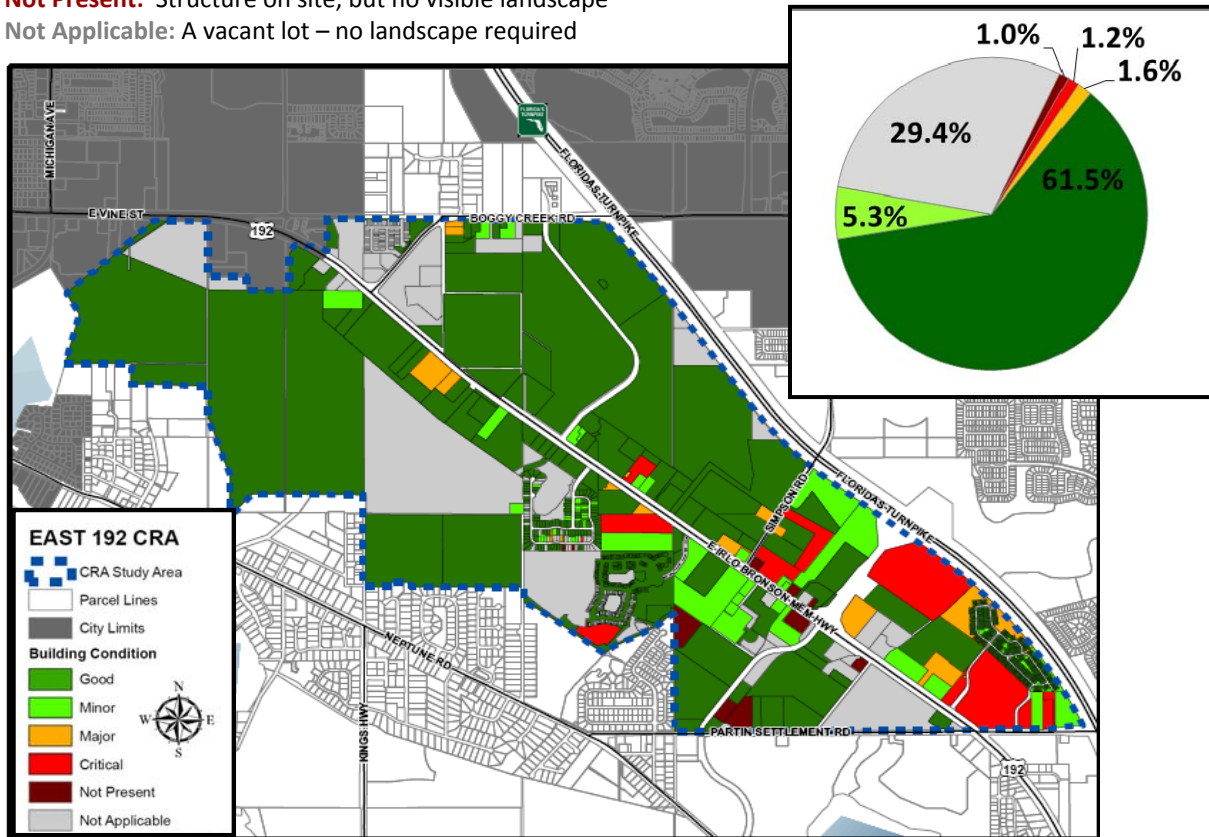 Not Present: Structure on site, but no visible landscape
Not Applicable: A vacant lot – no landscape required
1.0%
1.2%
1.6%
29.4%
61.5%
5.3%
MICHIGAN AVE
FLORIDA'S
TURNPIKE
FLORIDAS-TURNPIKE
E VINE ST
192
BOGGY CREEK RD
SIMPSON RD
FLORIDAS-TURNPIKE
E IRLO BRONSON MEM HWY
NEPTUNE RD
KINGS HWY
PARTIN SETTLEMENT RD
192
EAST 192 CRA
CRA Study Area
Parcel Lines
City Limits
Building Condition
Good
Minor
Major
Critical
Not Present
Not Applicable
N
W
E
S